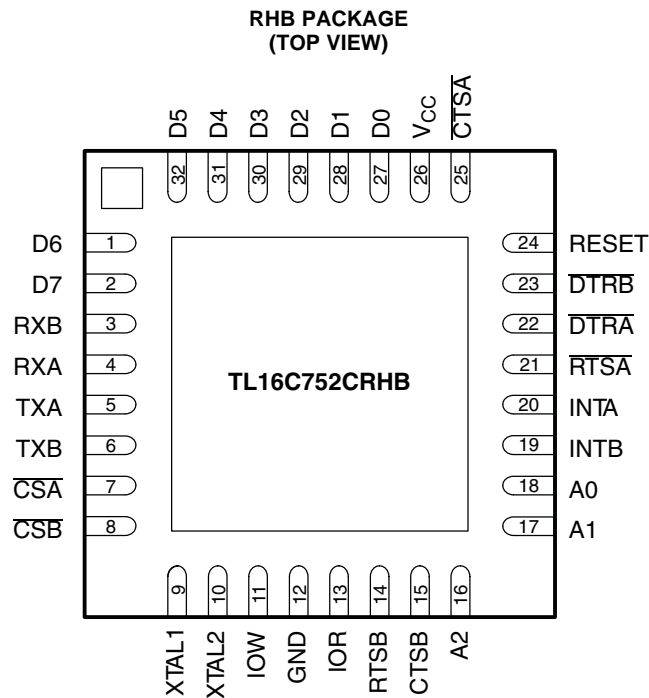 RHB PACKAGE
(TOP VIEW)
D5 D4 D3 D2 D1 D0 VCC CTSA
32 31 30 29 28 27 26 25
D6 1 24 RESET
D7 2 23 DTRB
RXB 3 22 DTRA
RXA 4 21 RTSA
TL16C752CRHB
TXA 5 20 INTA
TXB 6 19 INTB
CSA 7 18 A0
CSB 8 17 A1
9 10 11 12 13 14 15 16
XTAL1 XTAL2 IOW GND IOR RTSB CTSB A2